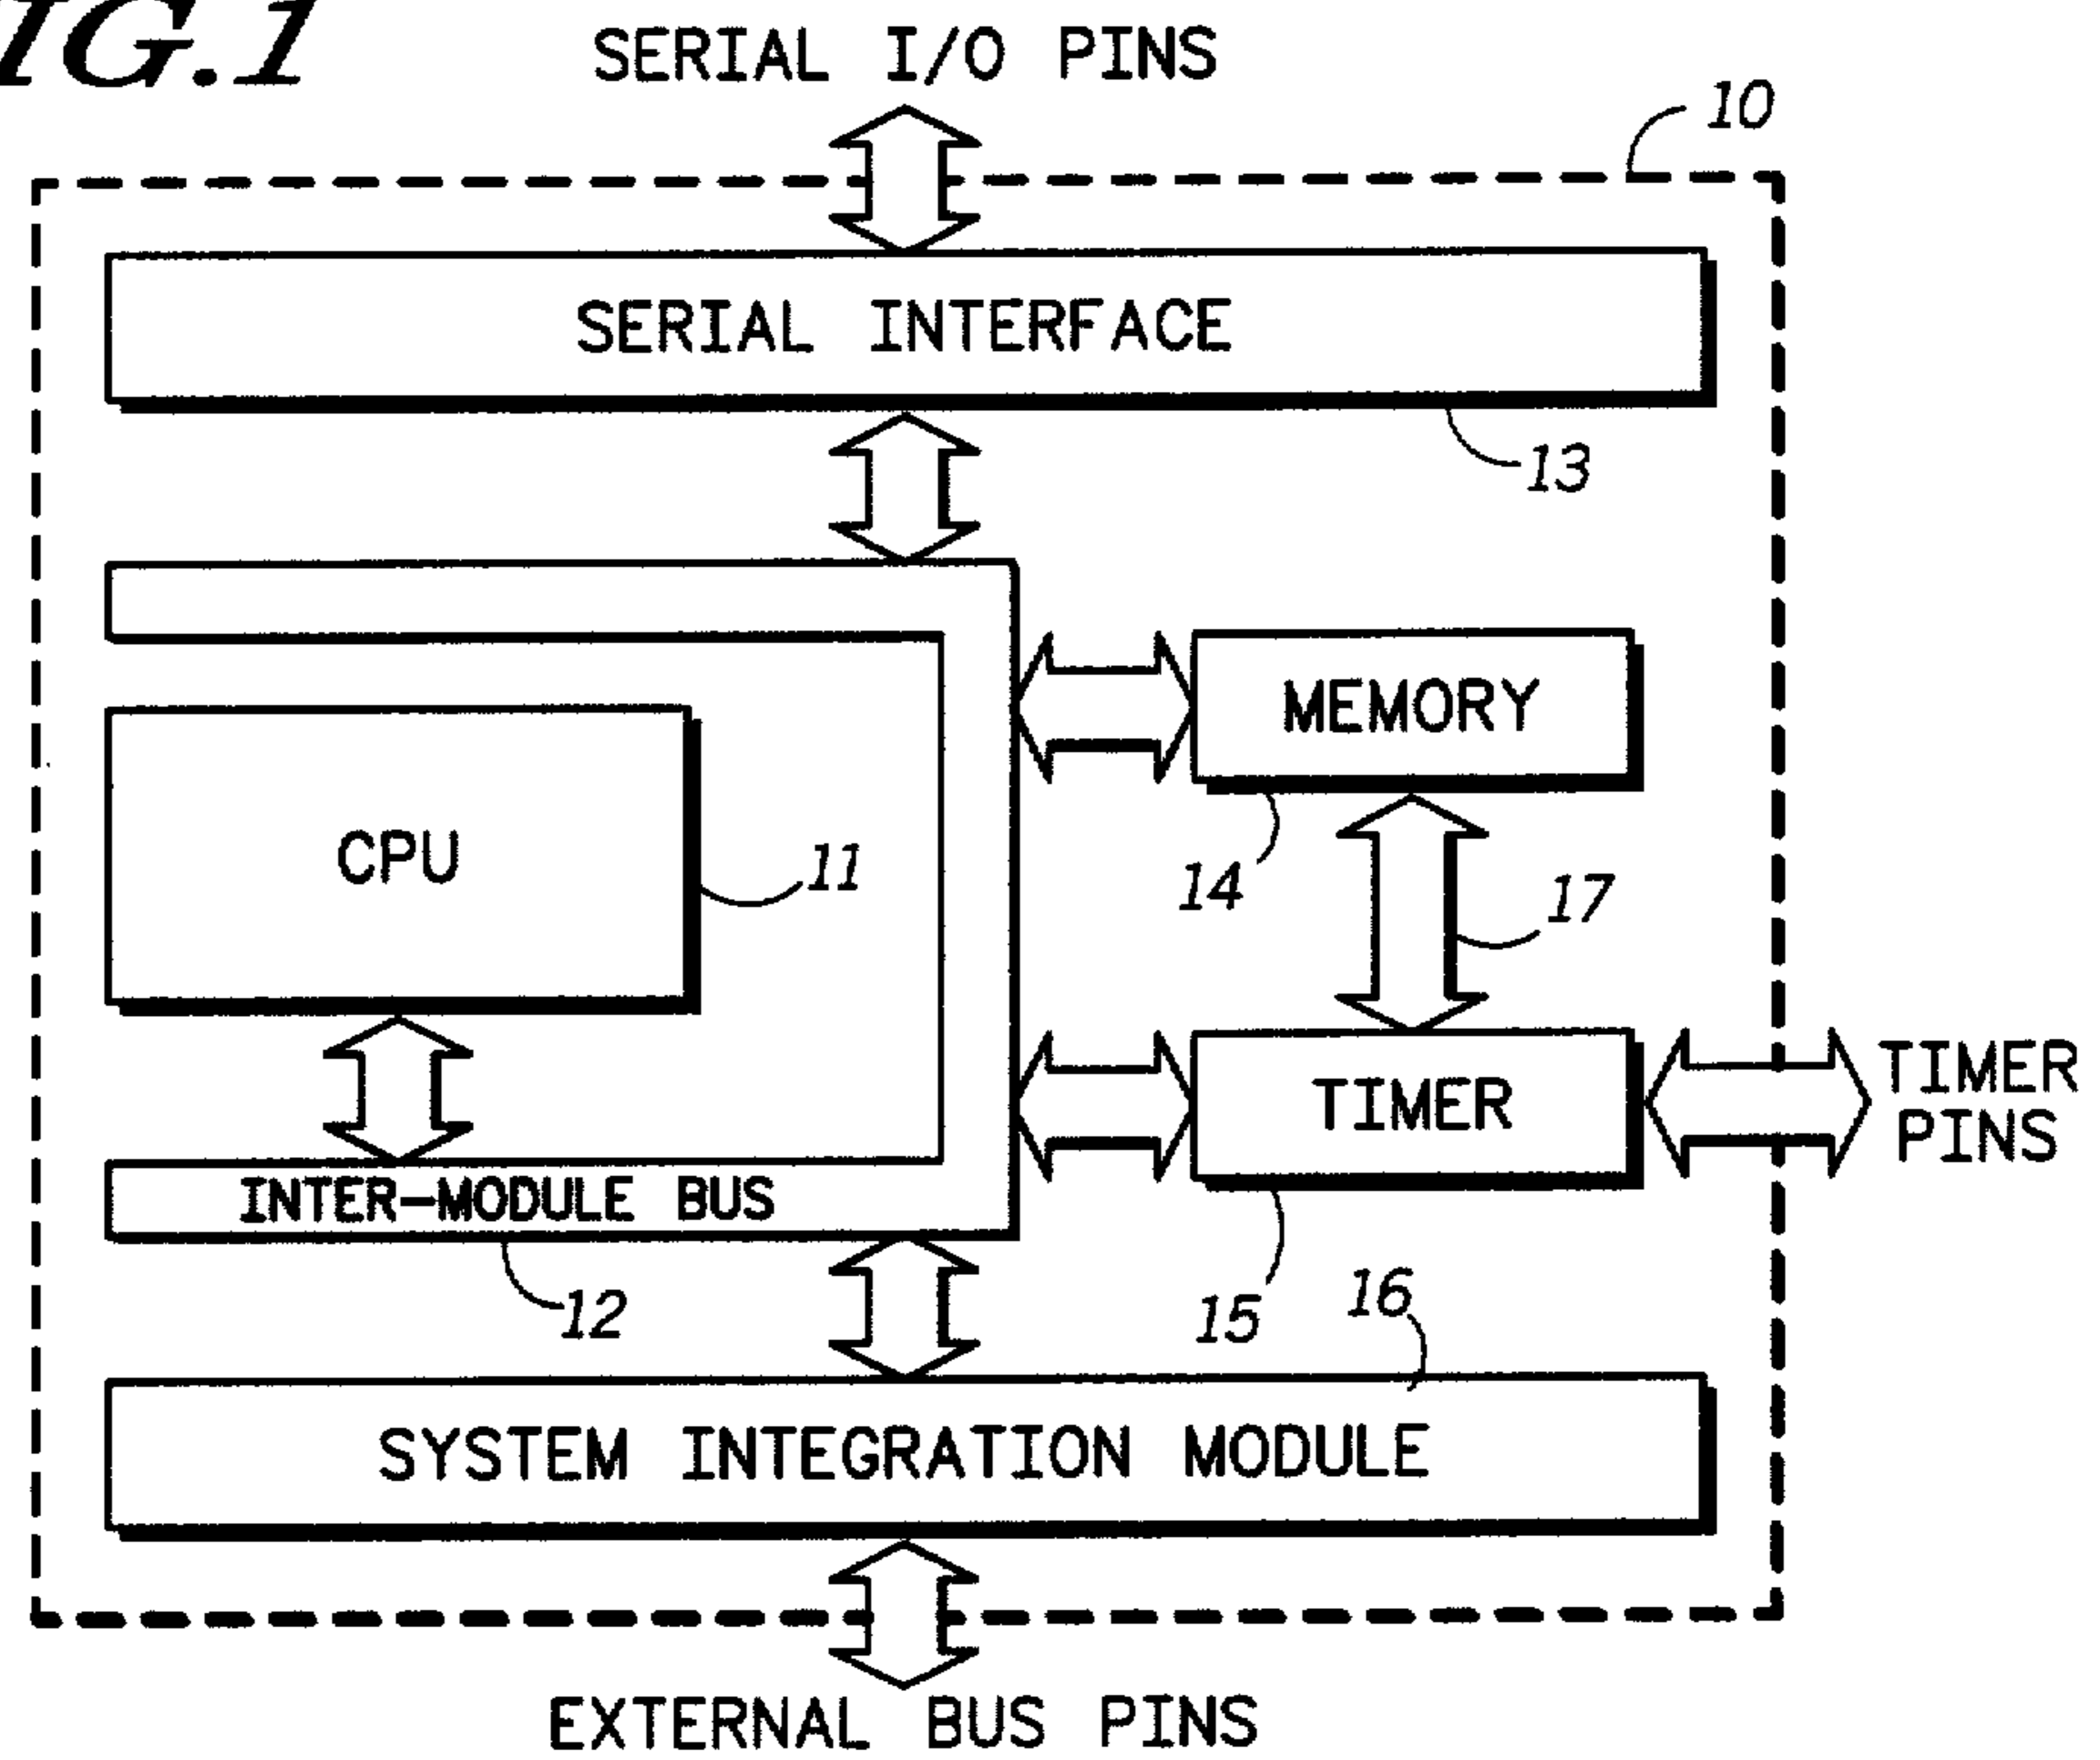 FIG.1
SERIAL I/O PINS
10
SERIAL INTERFACE
13
MEMORY
CPU
11
14
17
TIMER
TIMER
PINS
INTER-MODULE BUS
12
15
16
SYSTEM INTEGRATION MODULE
EXTERNAL BUS PINS